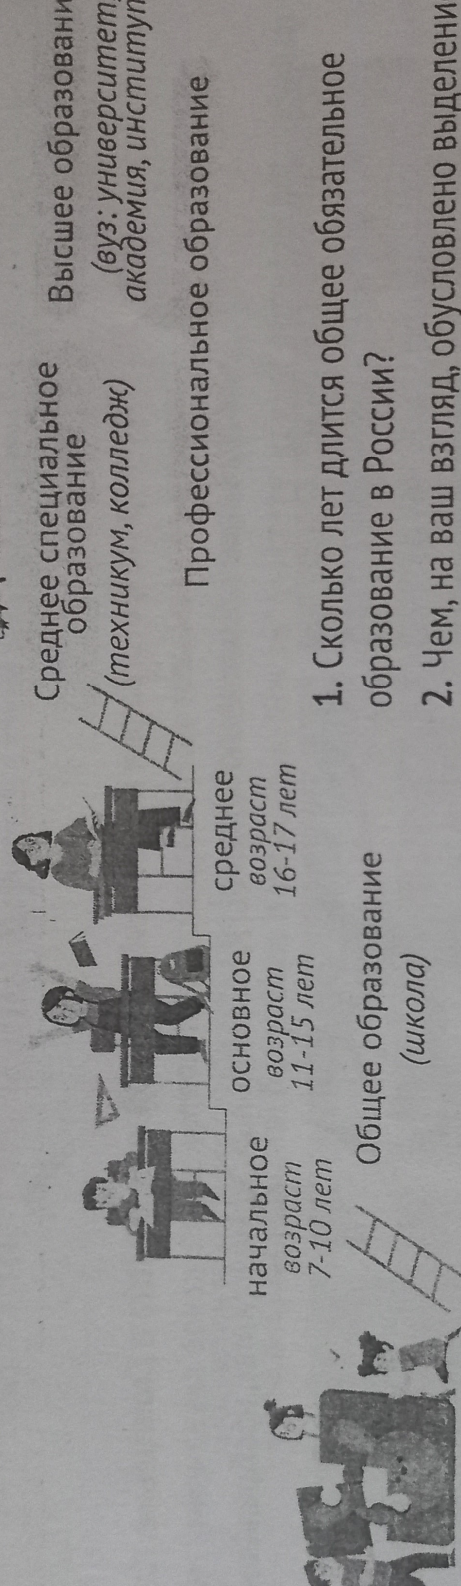 Среднее специальное
образование
(техникум, колледж)
Высшее образовани
(вуз: университет,
академия, институт
Профессиональное образование
начальное
возраст
7-10 лет
основное
возраст
11-15 лет
среднее
возраст
16-17 лет
Общее образование
(школа)
1. Сколько лет длится общее обязательное
образование в России?
2. Чем, на ваш взгляд, обусловлено выделени